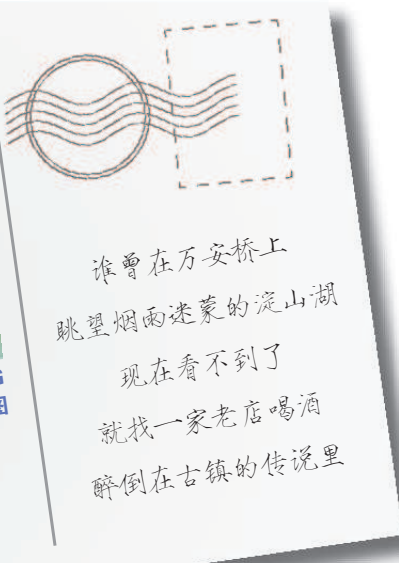 谁曾在万安桥上
眺望烟雨迷蒙的淀山湖
现在看不到了
就找一家老店喝酒
醉倒在古镇的传说里